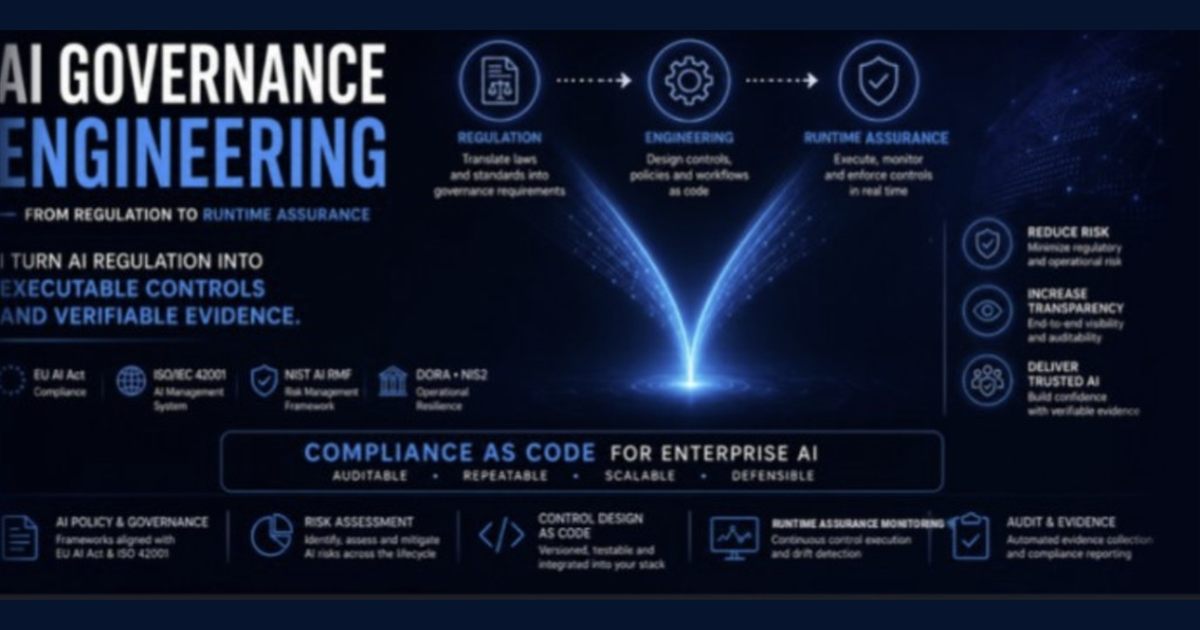 AI GOVERNANCE
ENGINEERING
— FROM REGULATION TO RUNTIME ASSURANCE
I TURN AI REGULATION INTO
EXECUTABLE CONTROLS
AND VERIFIABLE EVIDENCE.
EU AI Act
Compliance
ISO/IEC 42001
AI Management
System
NIST AI RMF
Risk Management
Framework
DORA • NIS2
Operational
Resilience
REGULATION
Translate laws
and standards into
governance requirements
ENGINEERING
Design controls,
policies and workflows
as code
RUNTIME ASSURANCE
Execute, monitor
and enforce controls
in real time
REDUCE RISK
Minimize regulatory
and operational risk
INCREASE
TRANSPARENCY
End-to-end visibility
and auditability
DELIVER
TRUSTED AI
Build confidence
with verifiable evidence
COMPLIANCE AS CODE FOR ENTERPRISE AI
AUDITABLE • REPEATABLE • SCALABLE • DEFENSIBLE
AI POLICY & GOVERNANCE
Frameworks aligned with
EU AI Act & ISO 42001
RISK ASSESSMENT
Identify, assess and mitigate
AI risks across the lifecycle
CONTROL DESIGN
AS CODE
Versioned, testable and
integrated into your stack
RUNTIME ASSURANCE MONITORING
Continuous control execution
and drift detection
AUDIT & EVIDENCE
Automated evidence collection
and compliance reporting